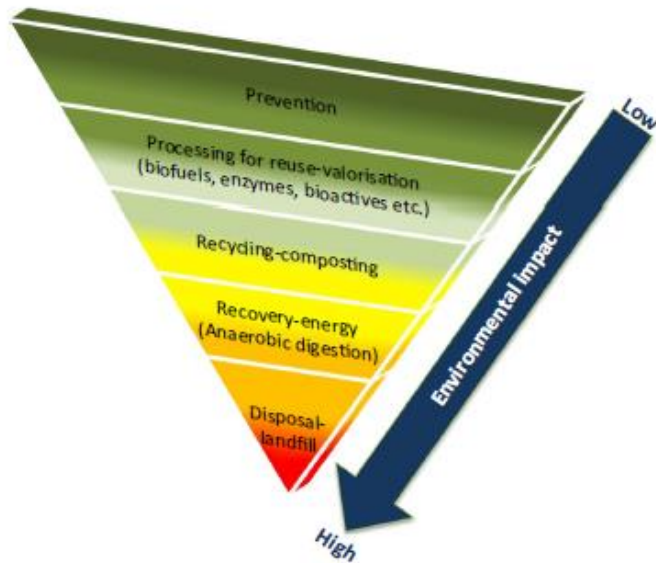 Prevention
Processing for reuse-valorisation
(biofuels, enzymes, bioactives etc.)
Recycling-composting
Recovery-energy
(Anaerobic digestion)
Disposal-
landfill
Low
Environmental impact
High